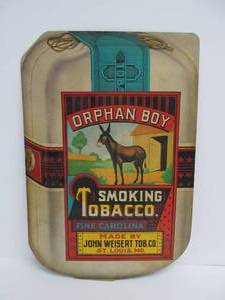 ORPHAN BOY
SMOKING
TOBACCO.
FINE CAROLINA
MADE BY
JOHN WEISERT TOB. CO.
ST. LOUIS, MO.